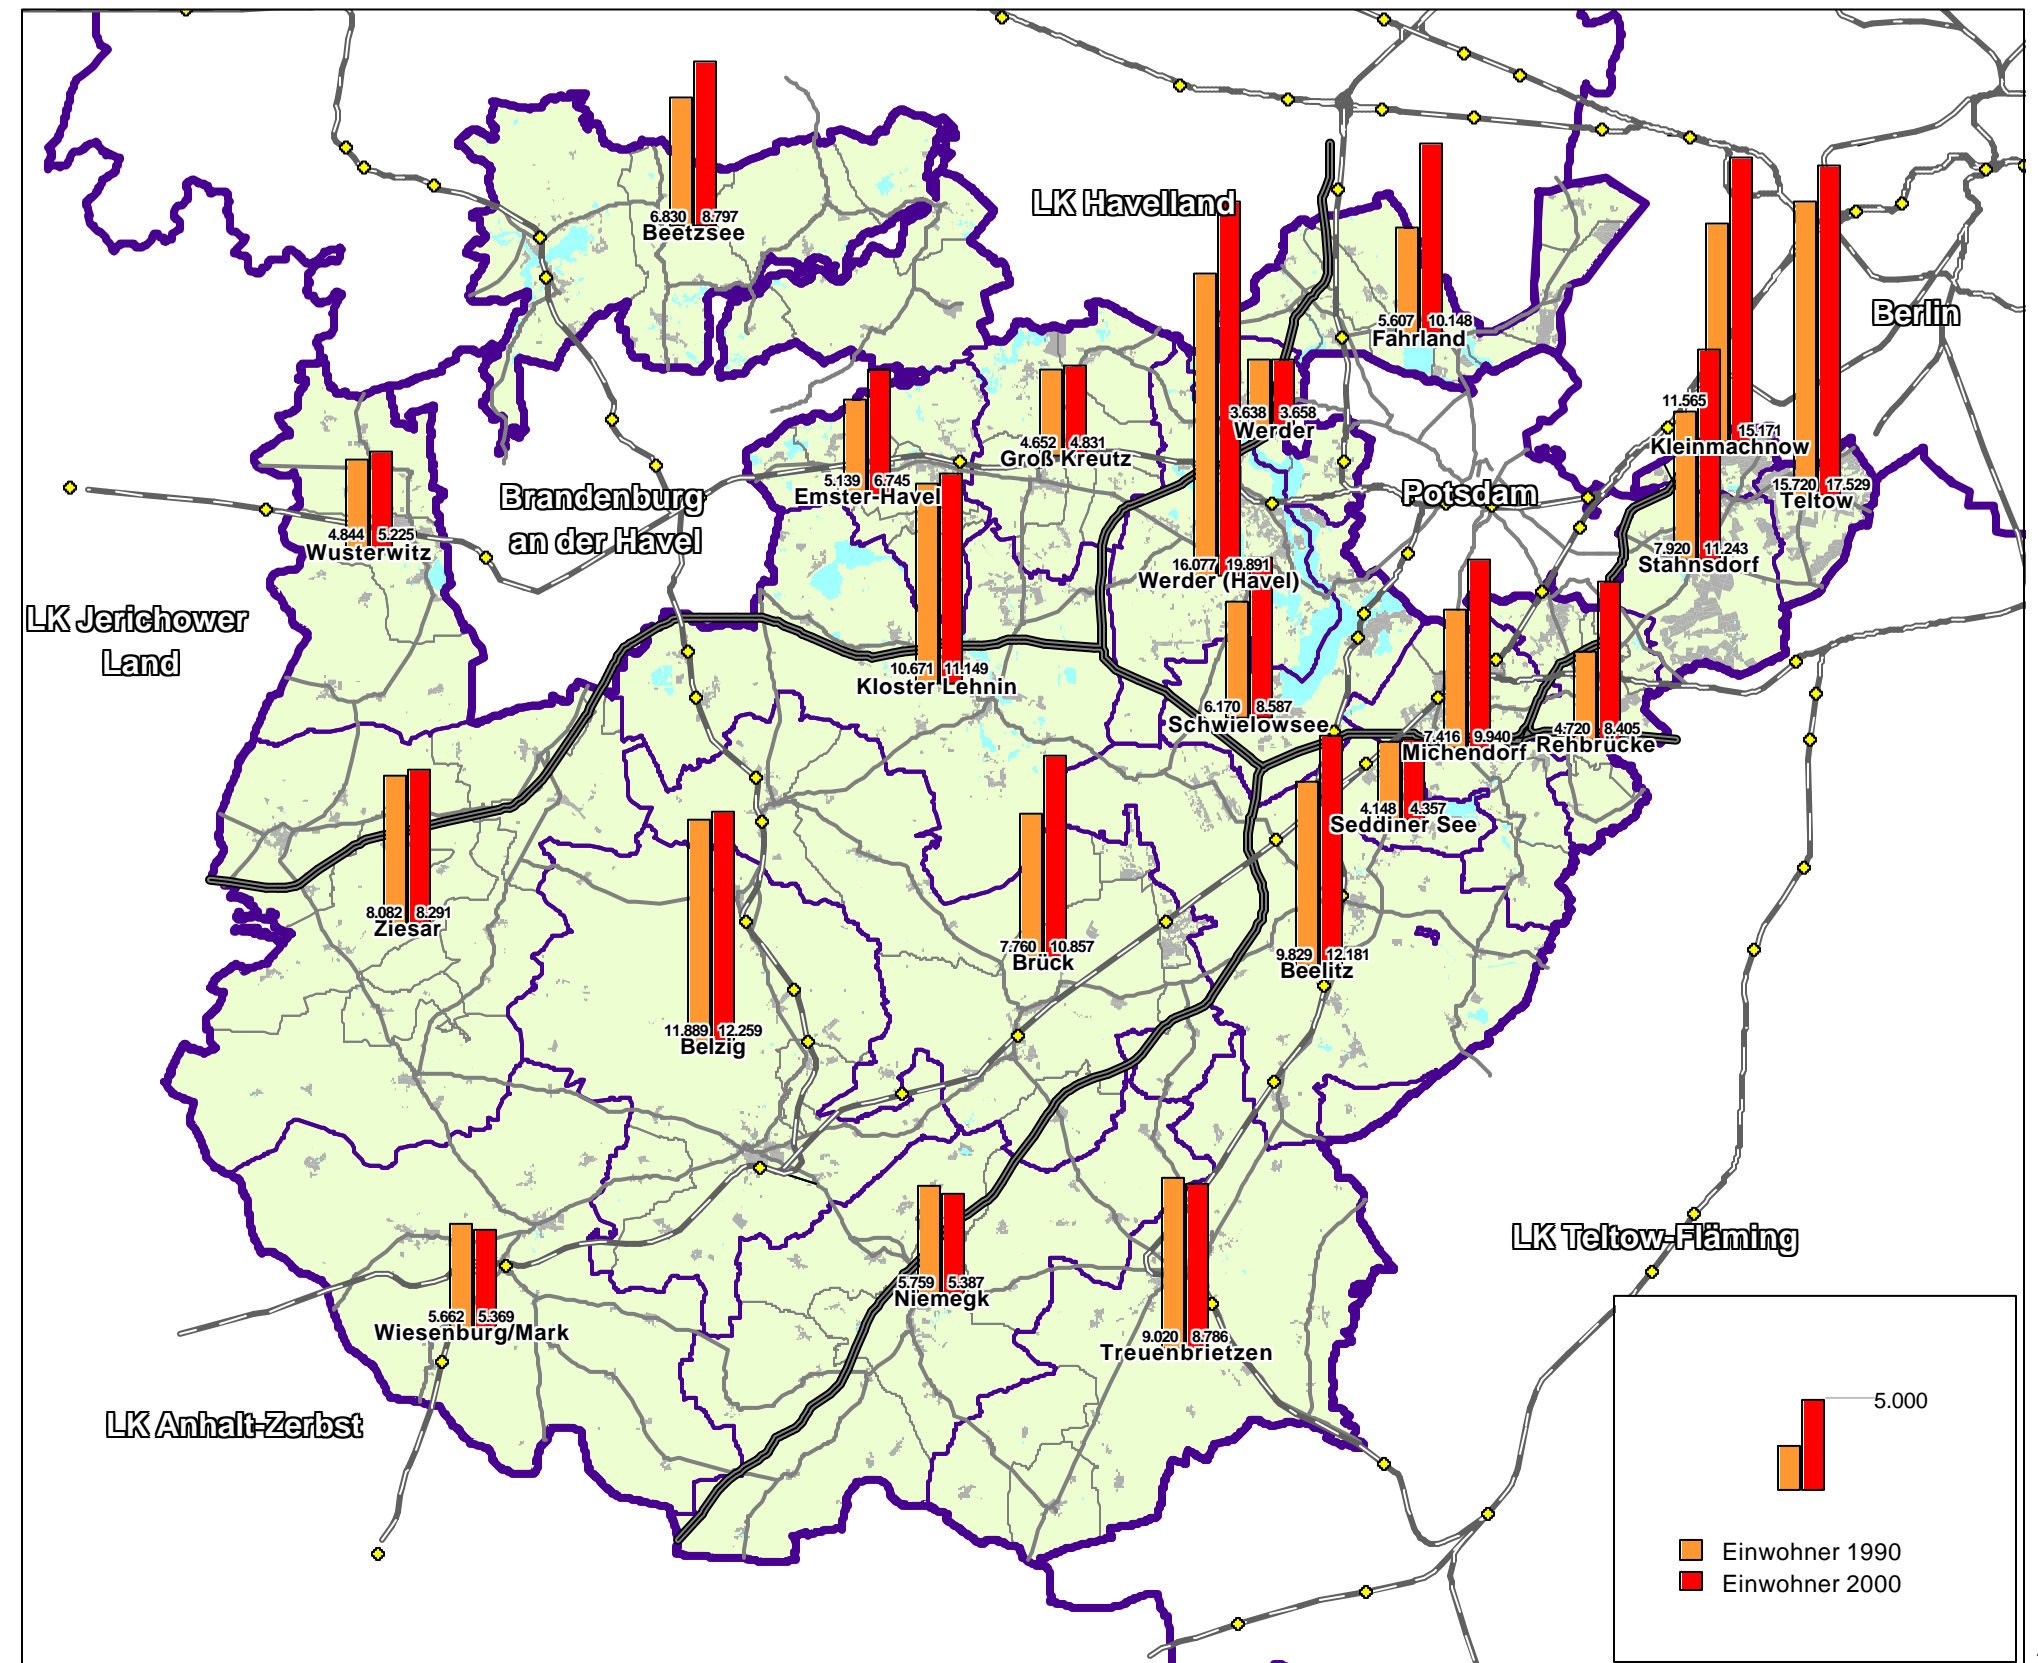 6.830 8.797
Beetzsee
LK Havelland
Berlin
5.607 10.148
Fahrland
11.565
15.171
Kleinmachnow
3.638 3.658
Werder
4.652 4.831
Groß Kreutz
5.139 6.745
Emster-Havel
15.720 17.529
Teltow
Brandenburg
an der Havel
Potsdam
4.844 5.225
Wusterwitz
7.920 11.243
Stahnsdorf
16.077 19.891
Werder (Havel)
LK Jerichower
Land
10.671 11.149
Kloster Lehnin
6.170 8.587
Schwielowsee
7.416 9.940
Michendorf
4.720 8.405
Rehbrücke
4.148 4.357
Seddiner See
8.082 8.291
Ziesar
7.760 10.857
Brück
9.829 12.181
Beelitz
11.889 12.259
Belzig
LK Teltow-Fläming
5.759 5.387
Niemegk
5.662 5.369
Wiesenburg/Mark
9.020 8.786
Treuenbrietzen
LK Anhalt-Zerbst
5.000
Einwohner 1990
Einwohner 2000